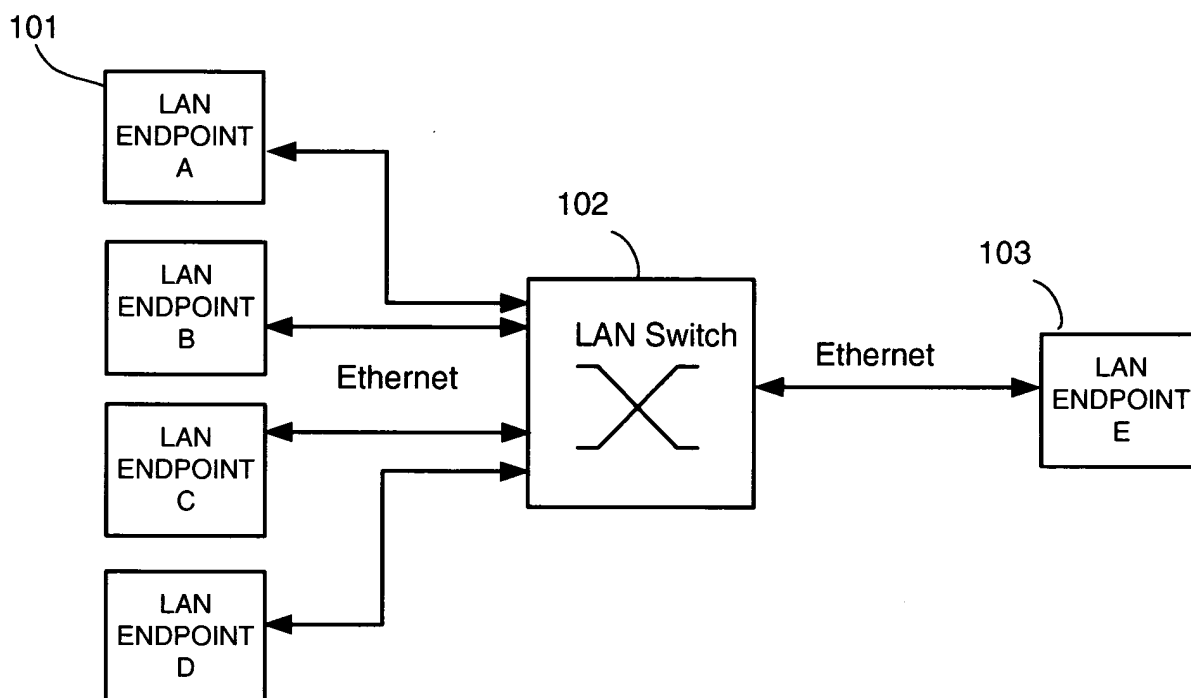 101
LAN
ENDPOINT
A
LAN
ENDPOINT
B
LAN
ENDPOINT
C
LAN
ENDPOINT
D
Ethernet
102
LAN Switch
Ethernet
103
LAN
ENDPOINT
E